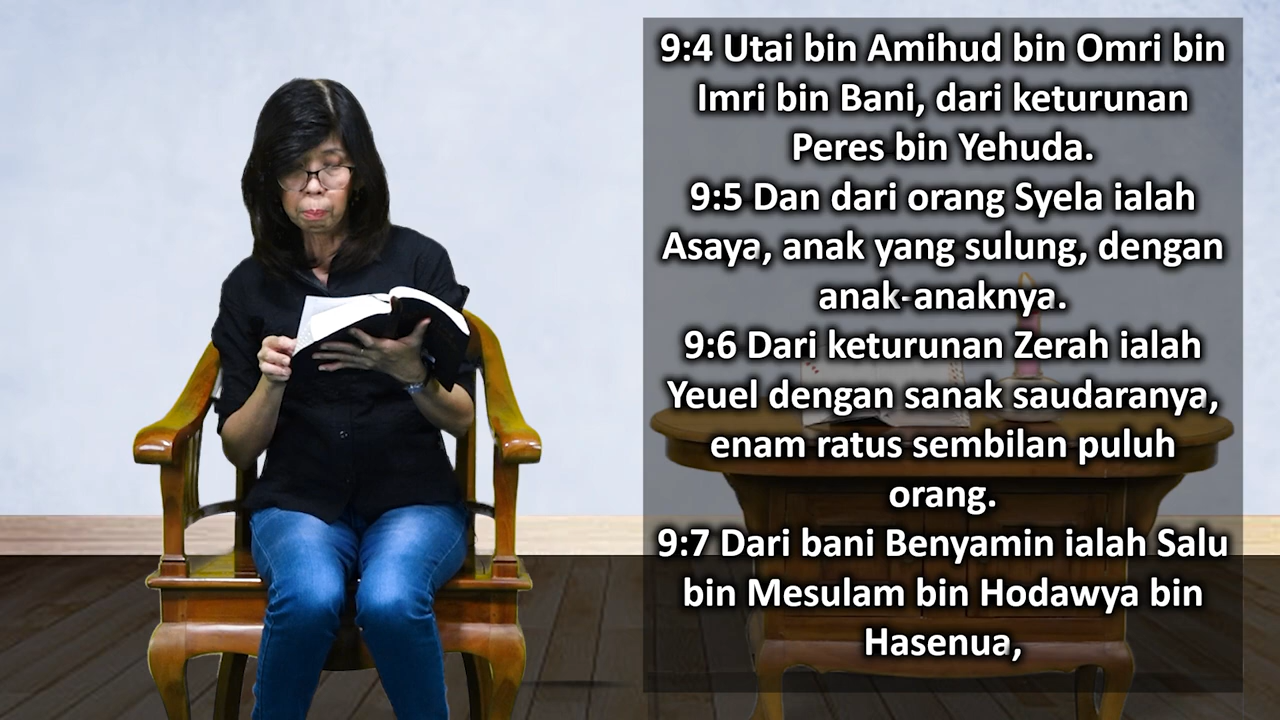 9:4 Utai bin Amihud bin Omri bin
Imri bin Bani, dari keturunan
Peres bin Yehuda.
9:5 Dan dari orang Syela ialah
Asaya, anak yang sulung, dengan
anak-anaknya.
9:6 Dari keturunan Zerah ialah
Yeuel dengan sanak saudaranya,
enam ratus sembilan puluh
orang.
9:7 Dari bani Benyamin ialah Salu
bin Mesulam bin Hodawya bin
Hasenua,